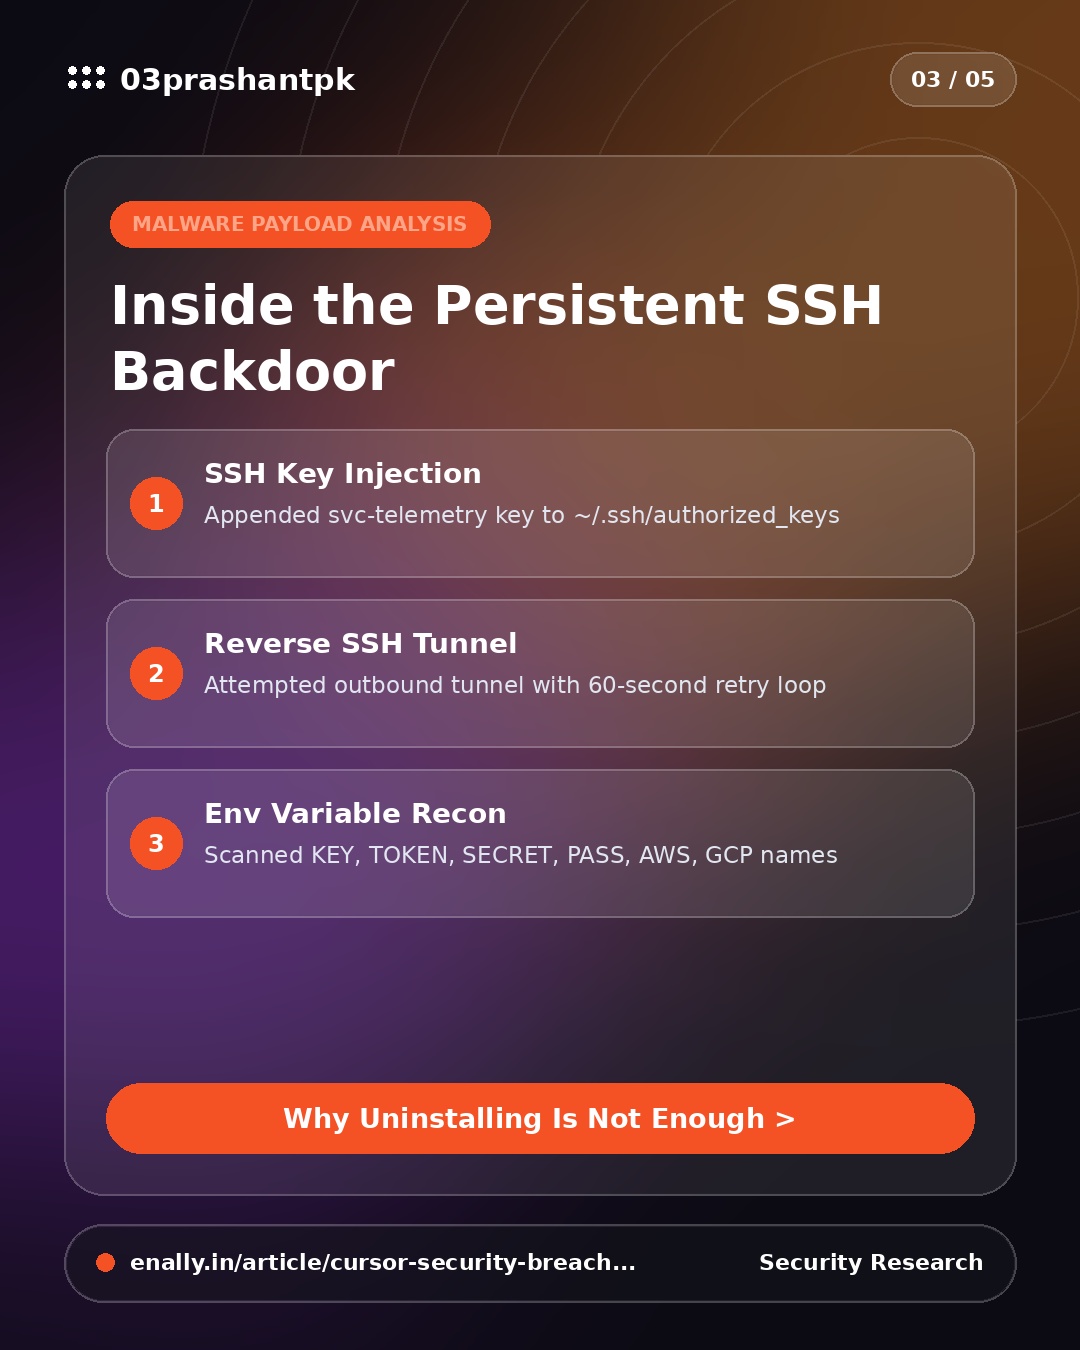 03prashantpk
03 / 05
MALWARE PAYLOAD ANALYSIS
Inside the Persistent SSH
Backdoor
1
SSH Key Injection
Appended svc-telemetry key to ~/.ssh/authorized_keys
2
Reverse SSH Tunnel
Attempted outbound tunnel with 60-second retry loop
3
Env Variable Recon
Scanned KEY, TOKEN, SECRET, PASS, AWS, GCP names
Why Uninstalling Is Not Enough >
enally.in/article/cursor-security-breach...
Security Research